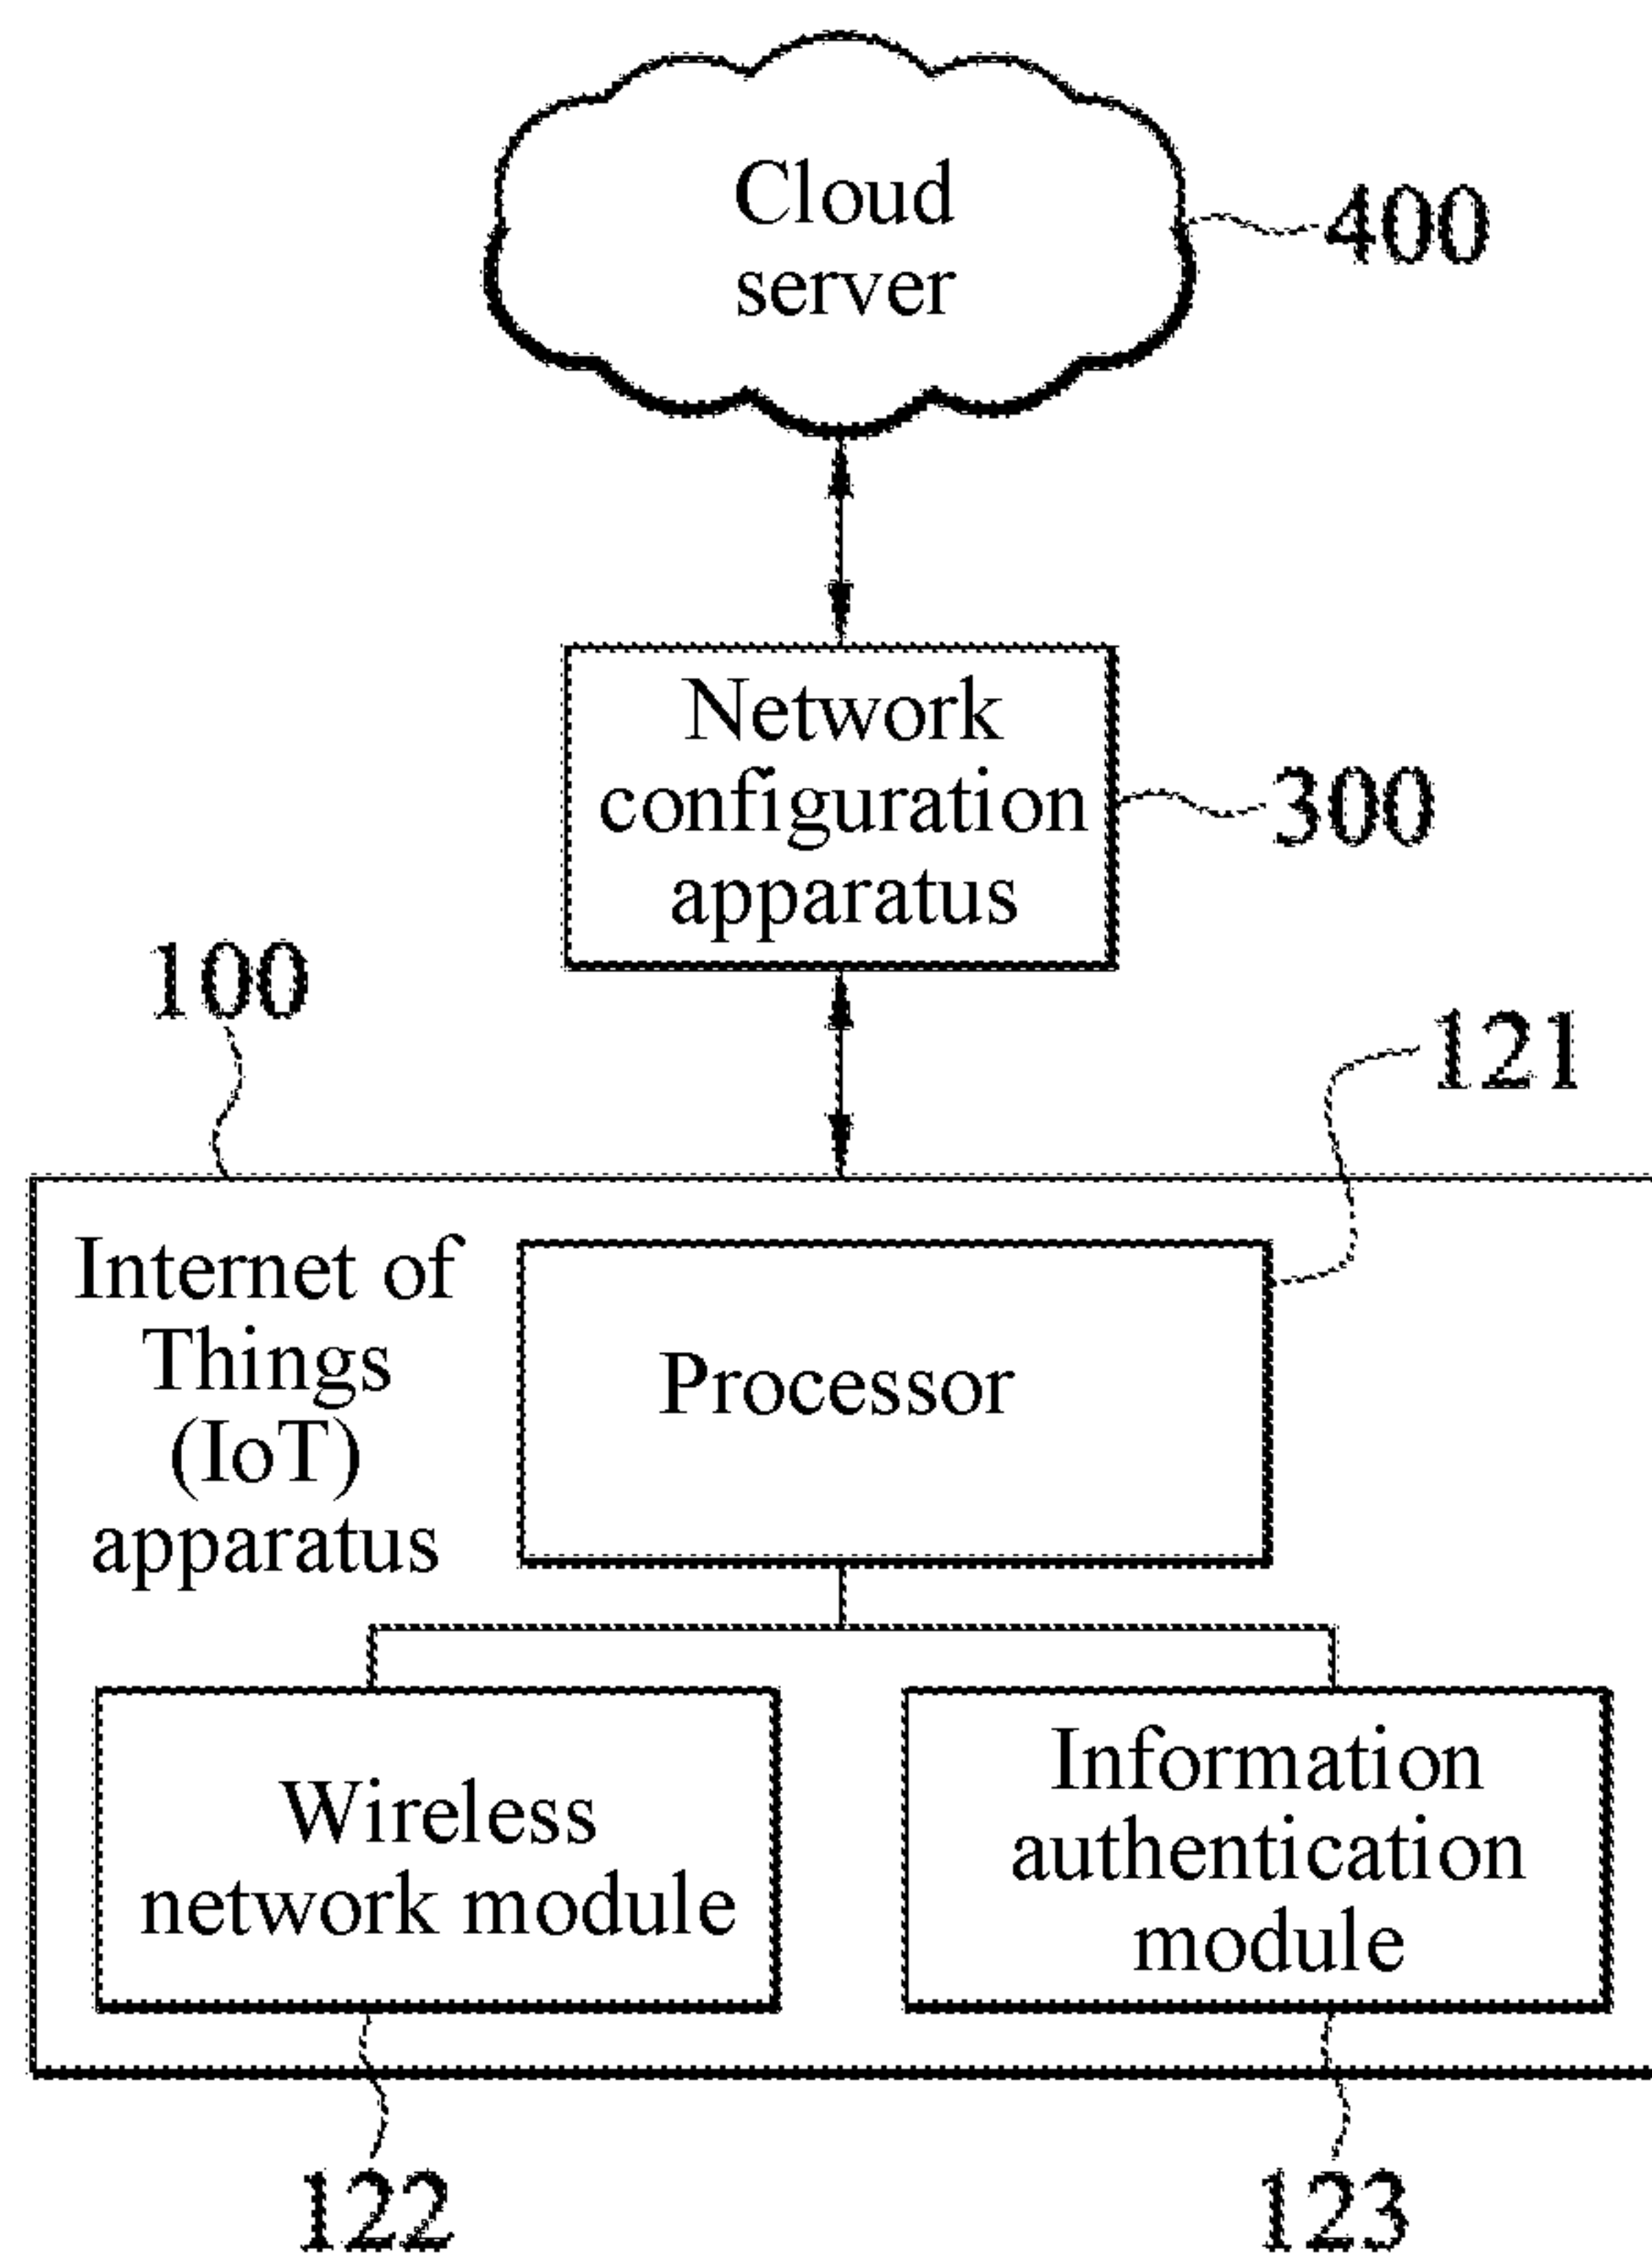 Cloud
server
400
Network
configuration
apparatus
300
100
121
Internet of
Things
(IoT)
apparatus
Processor
Wireless
network module
Information
authentication
module
122
123